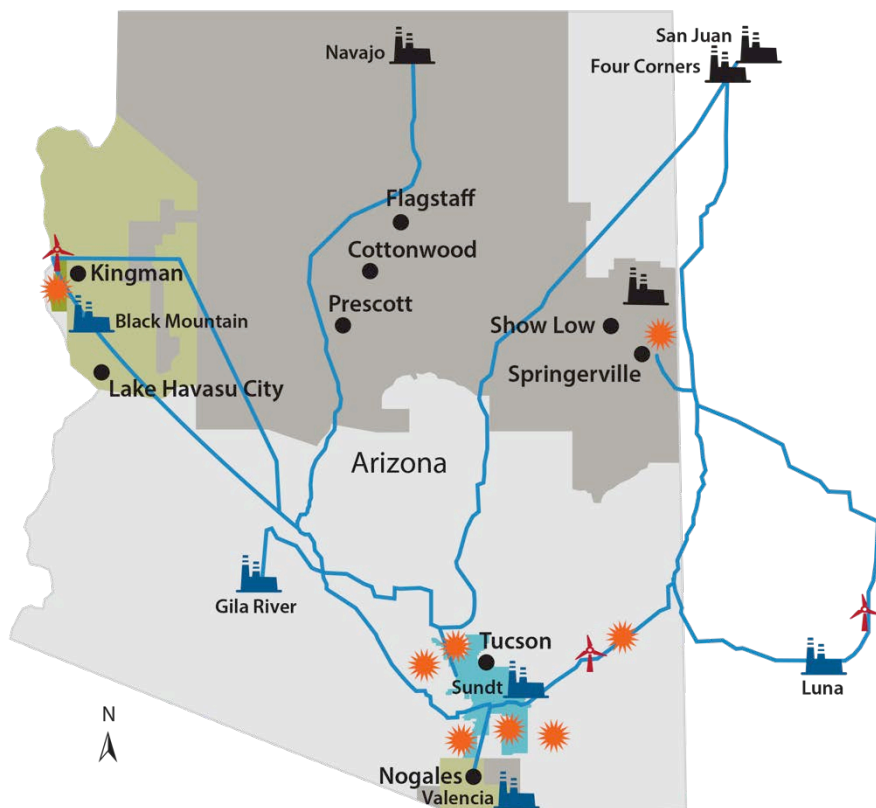 San Juan
Navajo
Four Corners
Flagstaff
Cottonwood
Kingman
Prescott
Black Mountain
Show Low
Springerville
Lake Havasu City
Arizona
Gila River
Tucson
Sundt
Luna
N
Nogales
Valencia